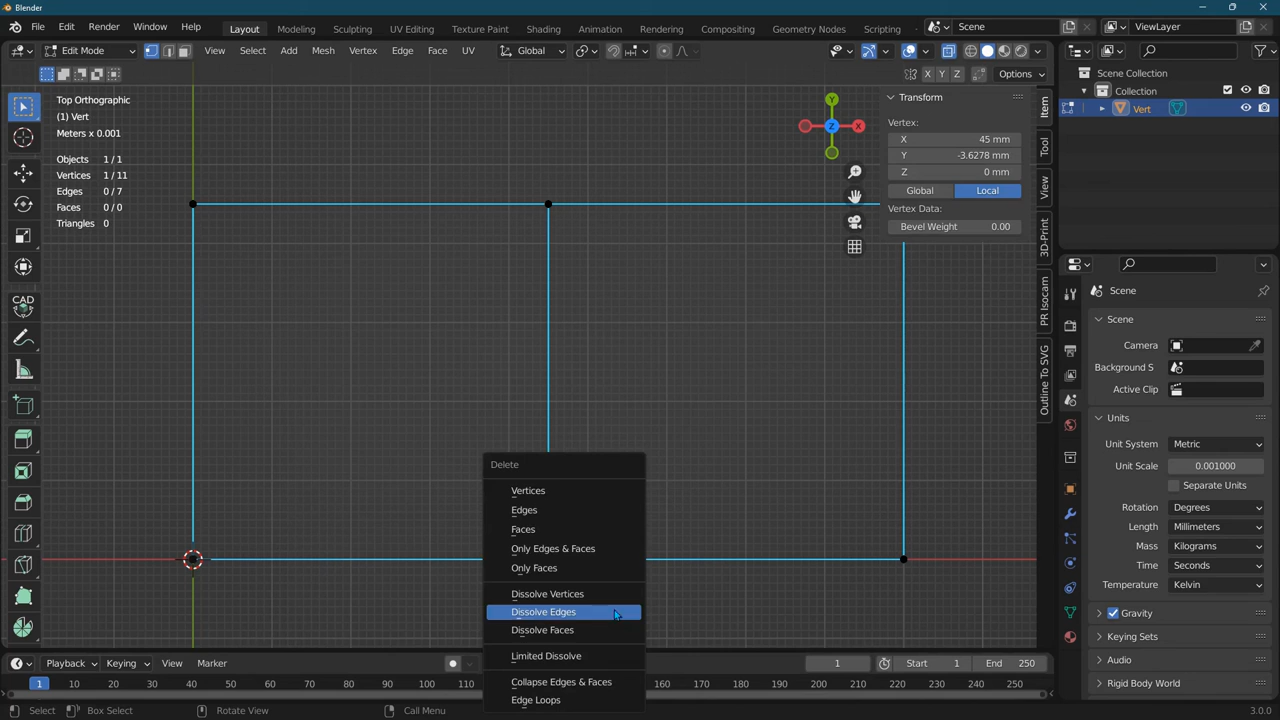 Blender
File Edit Render Window Help Layout Modeling Sculpting UV Editing Texture Paint Shading Animation Rendering Compositing Geometry Nodes Scripting Scene ViewLayer
Edit Mode View Select Add Mesh Vertex Edge Face UV Global
X Y Z Options
Top Orthographic
(1) Vert
Meters x 0.001
Objects 1 / 1
Vertices 1 / 11
Edges 0 / 7
Faces 0 / 0
Triangles 0
CAD
Y
Z X
Transform
Vertex:
X 45 mm
Y -3.6278 mm
Z 0 mm
Global Local
Vertex Data:
Bevel Weight 0.00
Item
Tool
View
3D-Print
PR Isocam
Outline To SVG
Scene Collection
Collection
Vert
Scene
Scene
Camera
Background S
Active Clip
Units
Unit System Metric
Unit Scale 0.001000
Separate Units
Rotation Degrees
Length Millimeters
Mass Kilograms
Time Seconds
Temperature Kelvin
Gravity
Keying Sets
Audio
Rigid Body World
Delete
Vertices
Edges
Faces
Only Edges & Faces
Only Faces
Dissolve Vertices
Dissolve Edges
Dissolve Faces
Limited Dissolve
Collapse Edges & Faces
Edge Loops
Playback Keying View Marker 1 Start 1 End 250
1 10 20 30 40 50 60 70 80 90 100 110 160 170 180 190 200 210 220 230 240 250
Select Box Select Rotate View Call Menu 3.0.0